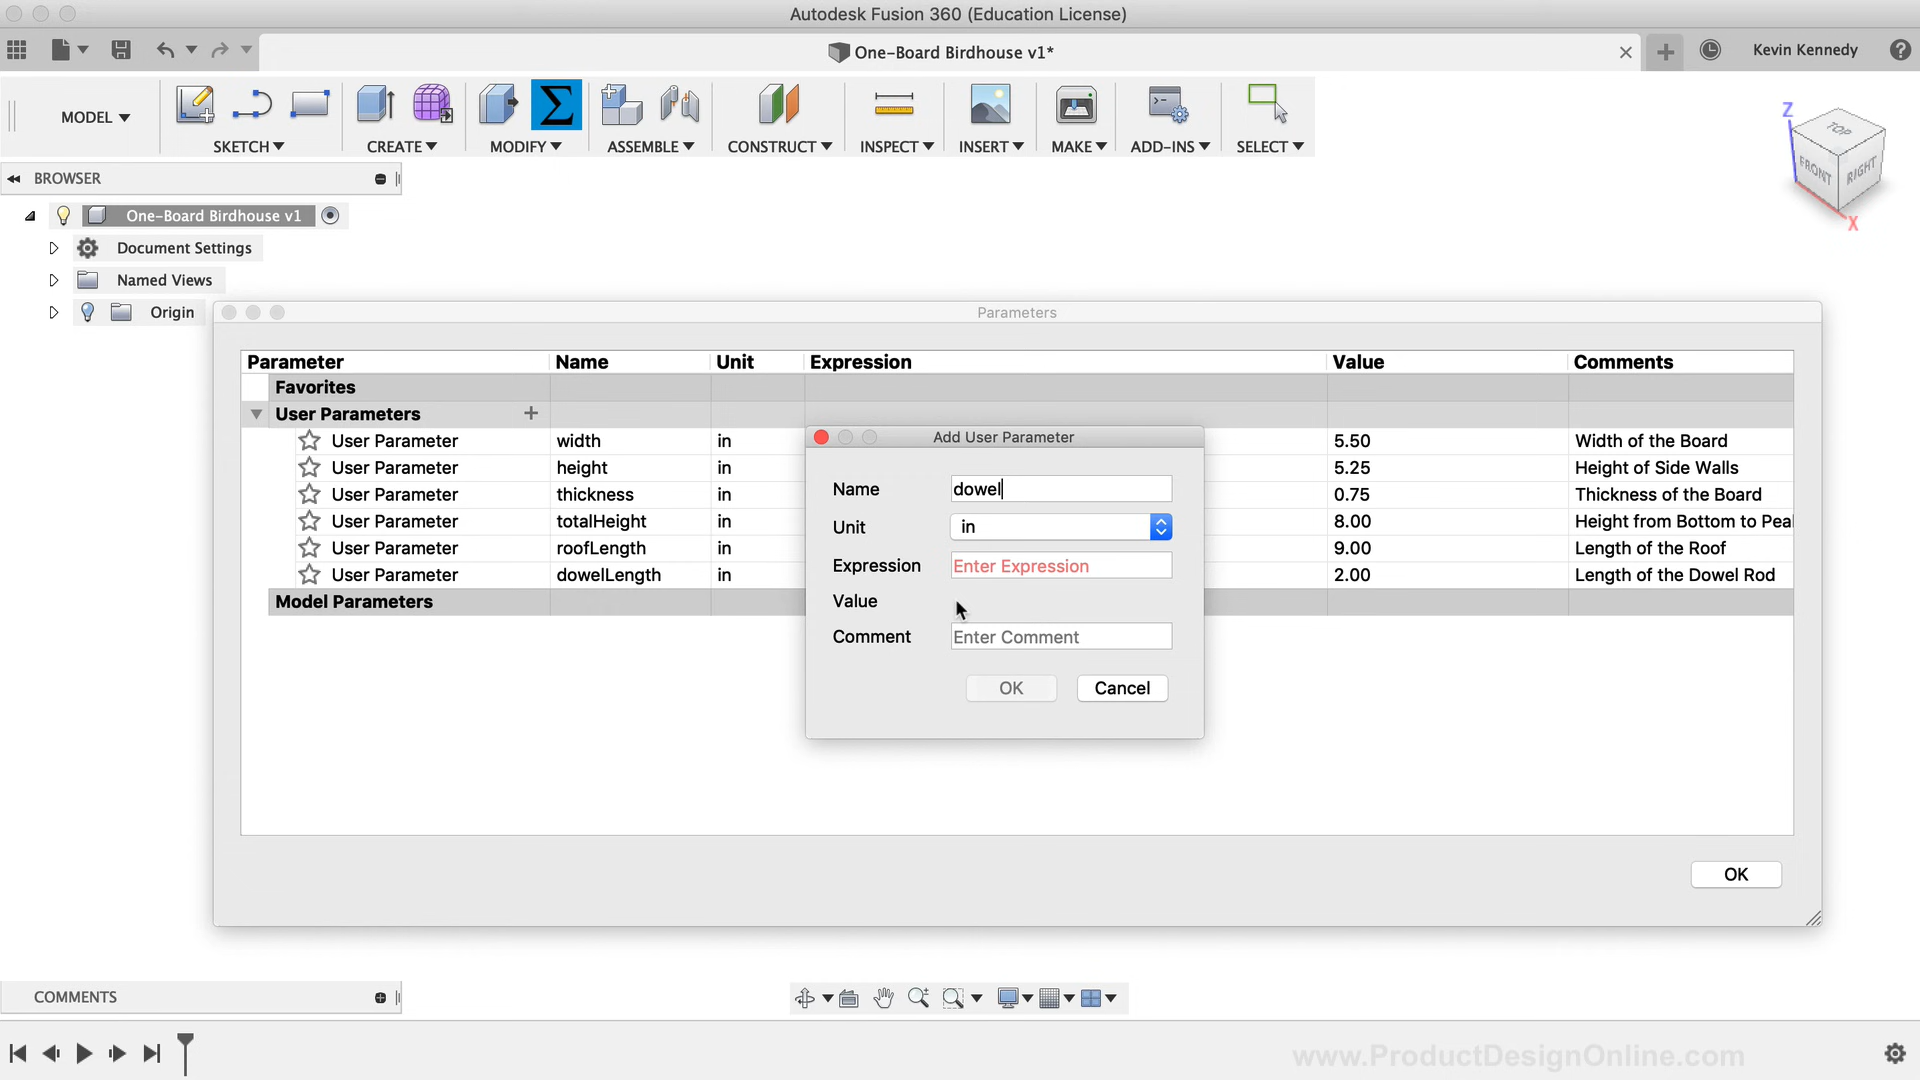 Autodesk Fusion 360 (Education License)
One-Board Birdhouse v1*
Kevin Kennedy
MODEL
SKETCH
CREATE
MODIFY
ASSEMBLE
CONSTRUCT
INSPECT
INSERT
MAKE
ADD-INS
SELECT
Z
TOP
FRONT
RIGHT
X
BROWSER
One-Board Birdhouse v1
Document Settings
Named Views
Origin
Parameters
Parameter Name Unit Expression Value Comments
Favorites
User Parameters +
User Parameter width in 5.50 Width of the Board
User Parameter height in 5.25 Height of Side Walls
User Parameter thickness in 0.75 Thickness of the Board
User Parameter totalHeight in 8.00 Height from Bottom to Pea
User Parameter roofLength in 9.00 Length of the Roof
User Parameter dowelLength in 2.00 Length of the Dowel Rod
Model Parameters
Add User Parameter
Name dowel
Unit in
Expression Enter Expression
Value
Comment Enter Comment
OK Cancel
OK
COMMENTS
www.ProductDesignOnline.com